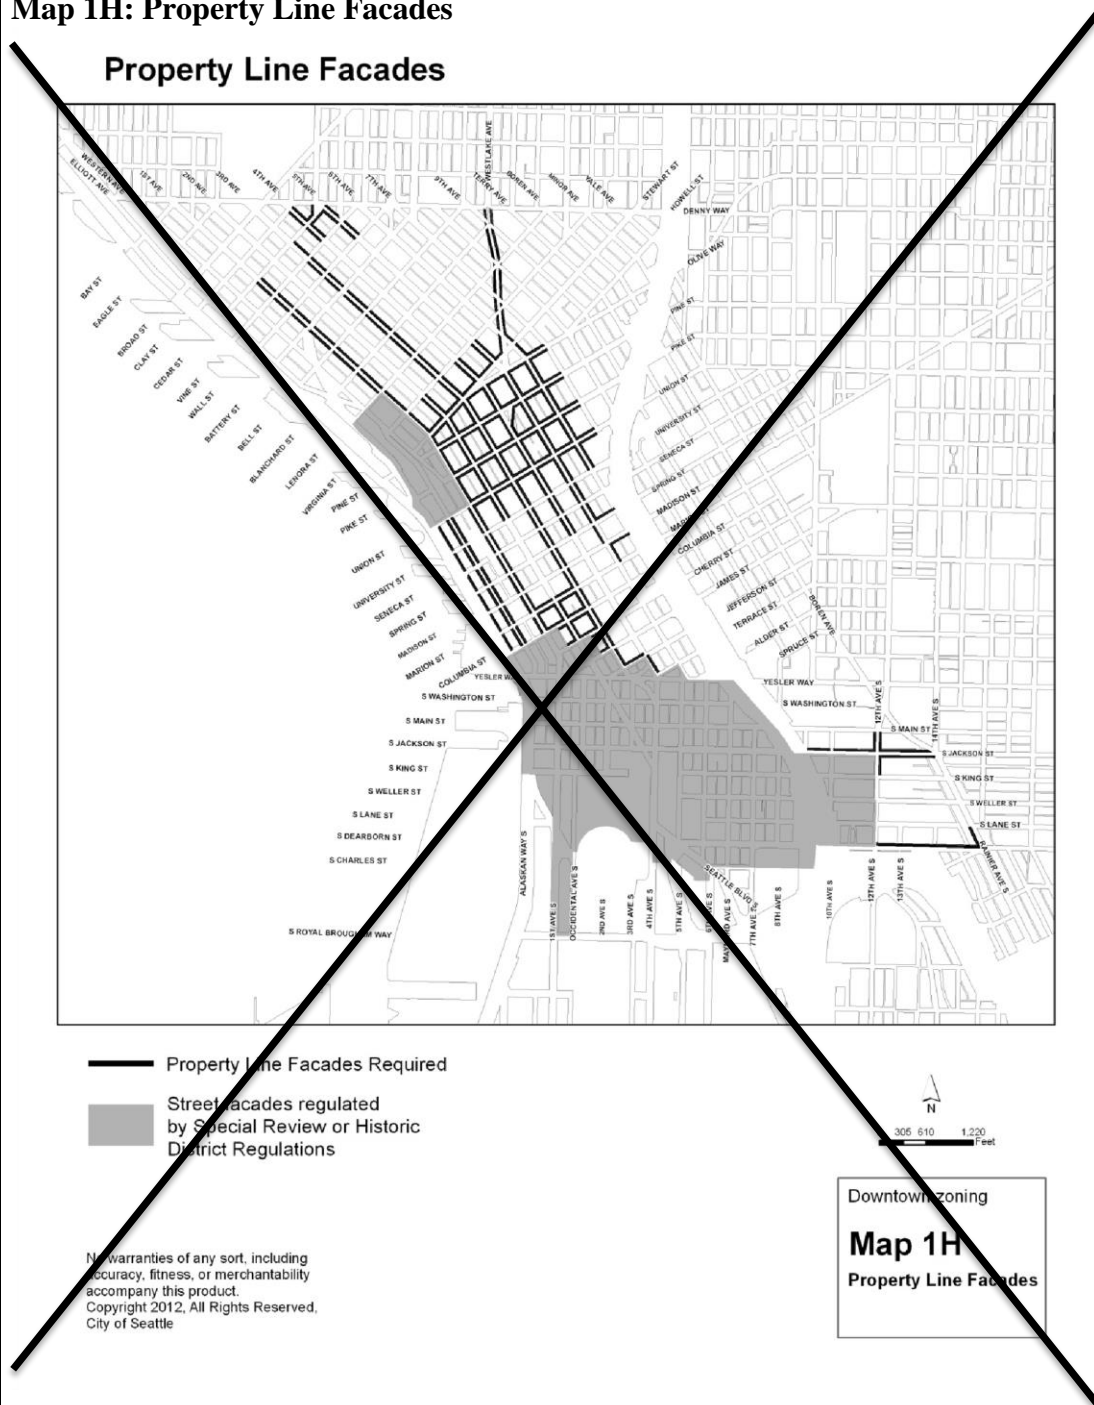 Map 1H: Property Line Facades
Property Line Facades
WESTERN AVE
ELLIOTT AVE
1ST AVE
2ND AVE
3RD AVE
4TH AVE
5TH AVE
6TH AVE
7TH AVE
9TH AVE
WESTLAKE AVE
TERRY AVE
BOREN AVE
MINOR AVE
YALE AVE
STEWART ST
HOWELL ST
DENNY WAY
OLIVE WAY
PINE ST
PIKE ST
UNION ST
UNIVERSITY ST
SENECA ST
SPRING ST
MADISON ST
COLUMBIA ST
CHERRY ST
JAMES ST
JEFFERSON ST
TERRACE ST
ALDER ST
SPRUCE ST
BOREN AVE
YESLER WAY
S WASHINGTON ST
12TH AVE S
14TH AVE S
S MAIN ST
S JACKSON ST
S KING ST
S WELLER ST
S LANE ST
RAINIER AVE S
BAY ST
EAGLE ST
BROAD ST
CLAY ST
CEDAR ST
VINE ST
WALL ST
BATTERY ST
BELL ST
BLANCHARD ST
LENORA ST
VIRGINIA ST
PINE ST
PIKE ST
UNION ST
UNIVERSITY ST
SENECA ST
SPRING ST
MADISON ST
MARION ST
COLUMBIA ST
YESLER
S WASHINGTON ST
S MAIN ST
S JACKSON ST
S KING ST
S WELLER ST
S LANE ST
S DEARBORN ST
S CHARLES ST
S ROYAL BROUGHAM WAY
ALASKAN WAY S
1ST AVE S
OCCIDENTAL AVE S
2ND AVE S
3RD AVE S
4TH AVE S
5TH AVE S
6TH AVE S
SEATTLE BLVD S
7TH AVE S
8TH AVE S
10TH AVE S
12TH AVE S
13TH AVE S
Property Line Facades Required
Street facades regulated
by Special Review or Historic
District Regulations
N
305 610 1,220
Feet
Downtown zoning
Map 1H
Property Line Facades
No warranties of any sort, including
accuracy, fitness, or merchantability
accompany this product.
Copyright 2012, All Rights Reserved,
City of Seattle